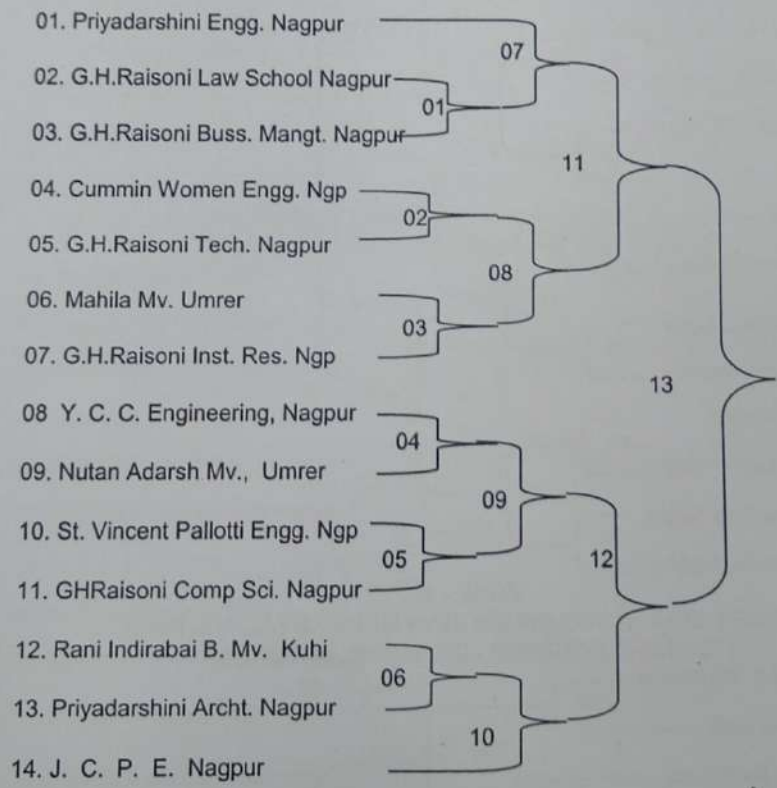 01. Priyadarshini Engg. Nagpur
07
02. G.H.Raisoni Law School Nagpur
01
03. G.H.Raisoni Buss. Mangt. Nagpur
11
04. Cummin Women Engg. Ngp
02
05. G.H.Raisoni Tech. Nagpur
08
06. Mahila Mv. Umrer
03
07. G.H.Raisoni Inst. Res. Ngp
13
08 Y. C. C. Engineering, Nagpur
04
09. Nutan Adarsh Mv., Umrer
09
10. St. Vincent Pallotti Engg. Ngp
05
12
11. GHRaisoni Comp Sci. Nagpur
12. Rani Indirabai B. Mv. Kuhi
06
13. Priyadarshini Archt. Nagpur
10
14. J. C. P. E. Nagpur